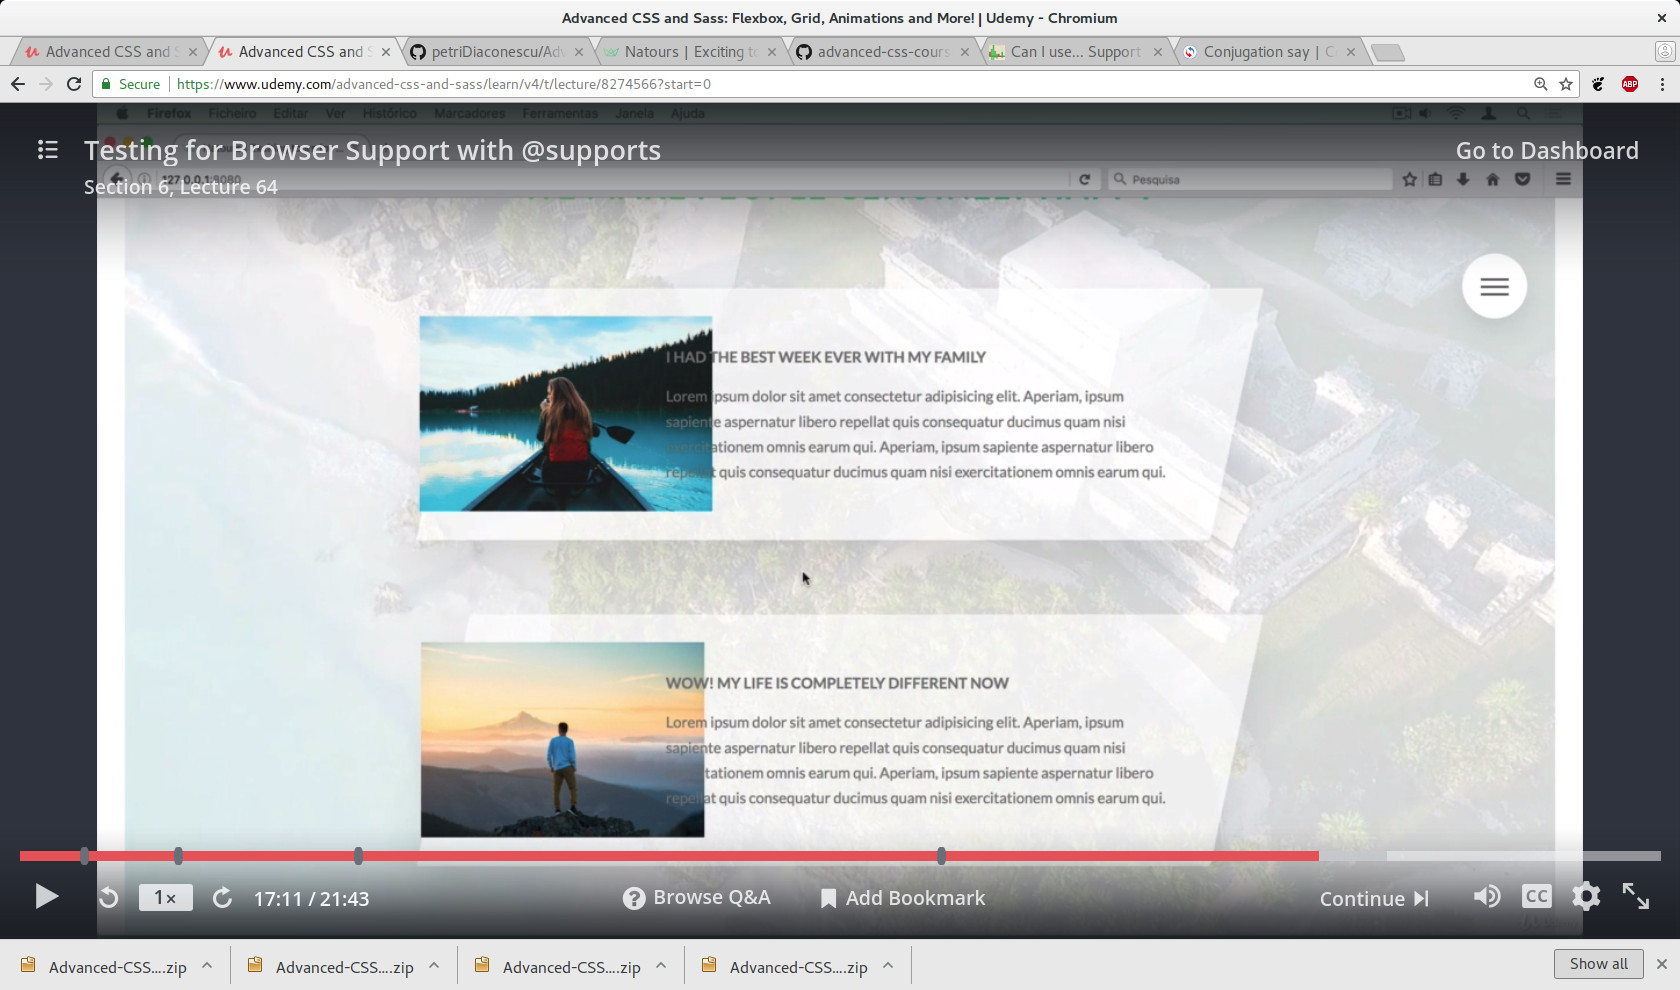 Advanced CSS and Sass: Flexbox, Grid, Animations and More! | Udemy - Chromium
Advanced CSS and S
Advanced CSS and S
petriDiaconescu/Adv
Natours | Exciting to
advanced-css-cours
Can I use... Support
Conjugation say | C
Secure
https://www.udemy.com/advanced-css-and-sass/learn/v4/t/lecture/8274566?start=0
ABP
Firefox Ficheiro Editar Ver Histórico Marcadores Ferramentas Janela Ajuda
Testing for Browser Support with @supports
Go to Dashboard
Section 6, Lecture 64
127.0.0.1:8080
Pesquisa
I HAD THE BEST WEEK EVER WITH MY FAMILY
Lorem ipsum dolor sit amet consectetur adipisicing elit. Aperiam, ipsum
sapiente aspernatur libero repellat quis consequatur ducimus quam nisi
exercitationem omnis earum qui. Aperiam, ipsum sapiente aspernatur libero
repellat quis consequatur ducimus quam nisi exercitationem omnis earum qui.
WOW! MY LIFE IS COMPLETELY DIFFERENT NOW
Lorem ipsum dolor sit amet consectetur adipisicing elit. Aperiam, ipsum
sapiente aspernatur libero repellat quis consequatur ducimus quam nisi
exercitationem omnis earum qui. Aperiam, ipsum sapiente aspernatur libero
repellat quis consequatur ducimus quam nisi exercitationem omnis earum qui.
1x
17:11 / 21:43
? Browse Q&A
Add Bookmark
Continue
CC
Advanced-CSS....zip
Advanced-CSS....zip
Advanced-CSS....zip
Advanced-CSS....zip
Show all